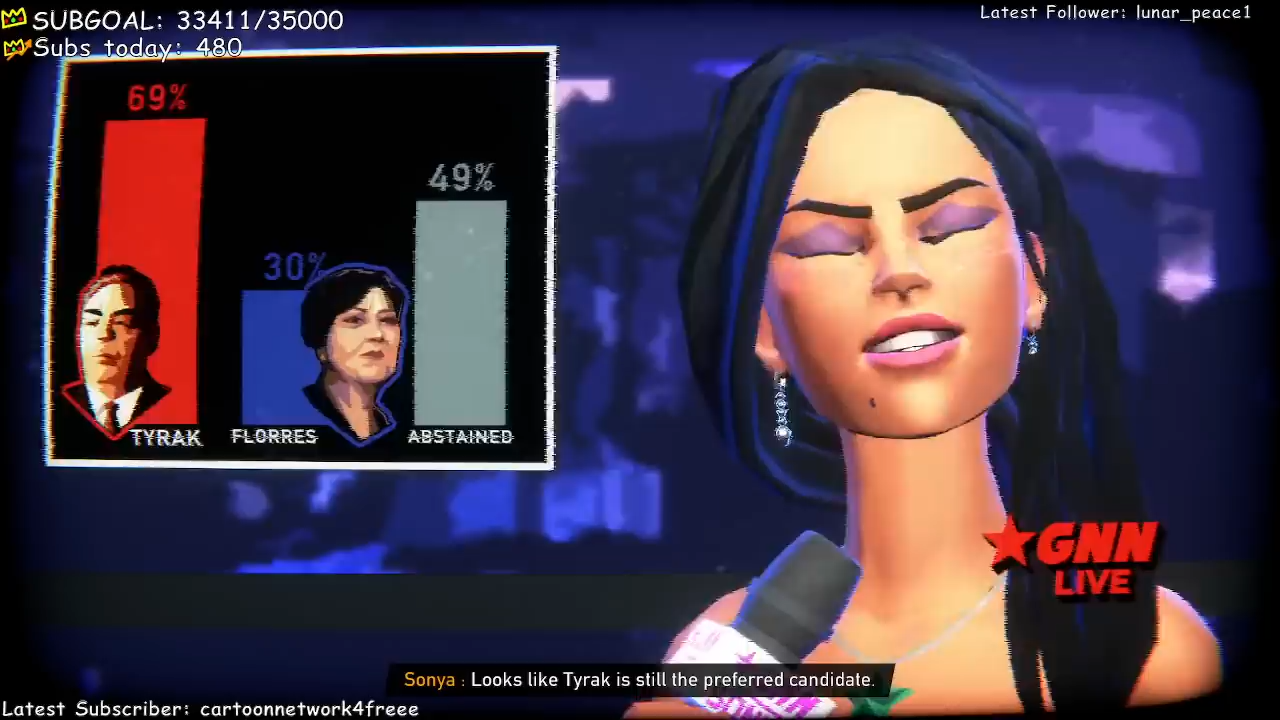 SUBGOAL: 33411/35000
Latest Follower: lunar_peace1
Subs today: 480
69%
49%
30%
TYRAK
FLORRES
ABSTAINED
GNN
LIVE
Sonya : Looks like Tyrak is still the preferred candidate.
Latest Subscriber: cartoonnetwork4freee